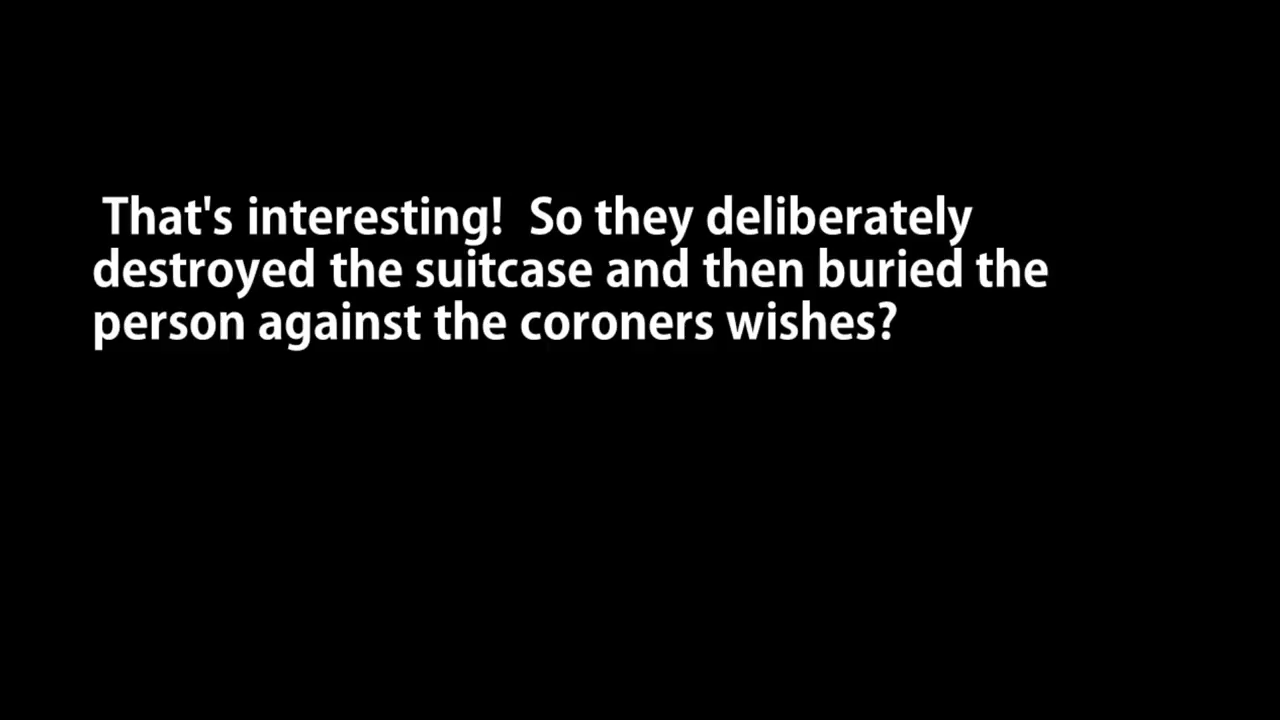 That's interesting!  So they deliberately
destroyed the suitcase and then buried the
person against the coroners wishes?